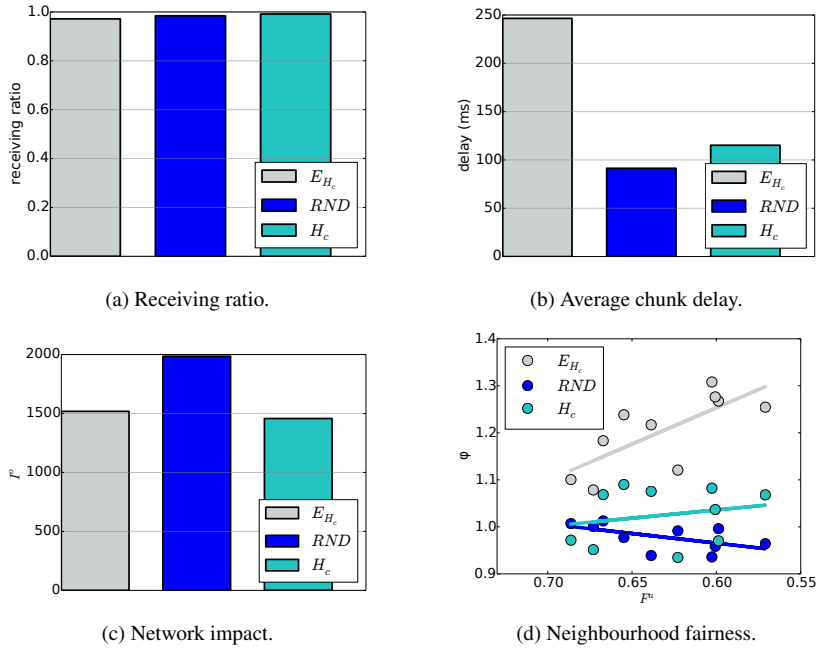 1.0
0.8
0.6
0.4
0.2
0.0
receiving ratio
E_{H_c}
RND
H_c
(a) Receiving ratio.
250
200
150
100
50
0
delay (ms)
E_{H_c}
RND
H_c
(b) Average chunk delay.
2000
1500
1000
500
0
I^o
E_{H_c}
RND
H_c
(c) Network impact.
1.4
1.3
1.2
1.1
1.0
0.9
φ
E_{H_c}
RND
H_c
0.70 0.65 0.60 0.55
F^u
(d) Neighbourhood fairness.